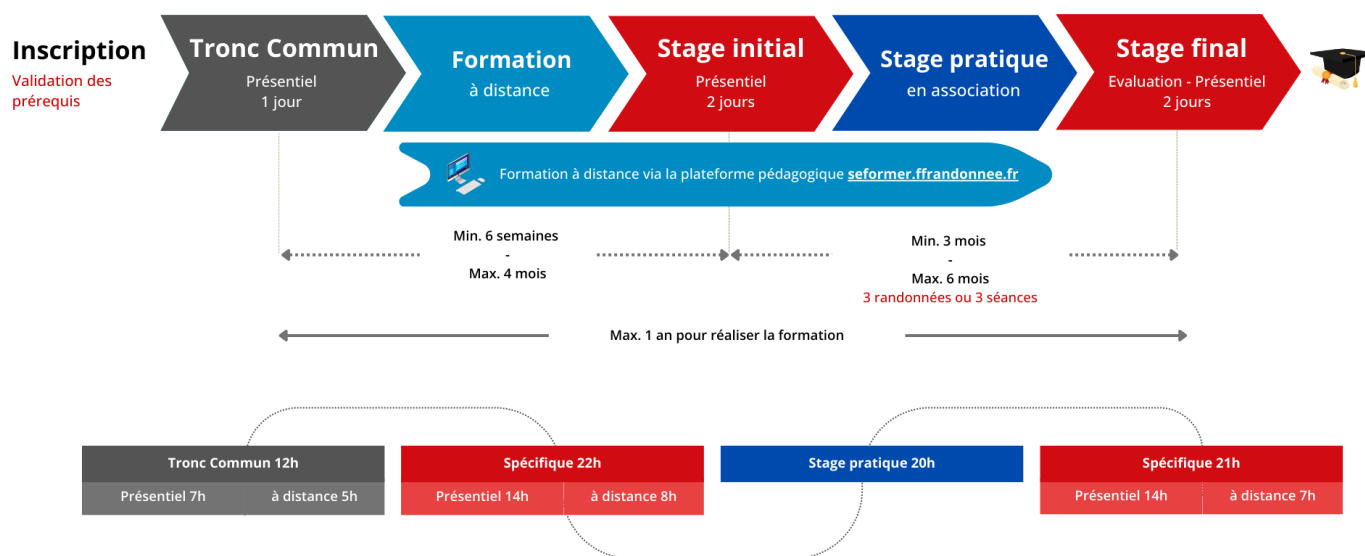 Inscription
Validation des
prérequis
Tronc Commun
Présentiel
1 jour
Formation
à distance
Stage initial
Présentiel
2 jours
Stage pratique
en association
Stage final
Evaluation - Présentiel
2 jours
Formation à distance via la plateforme pédagogique seformer.ffrandonnee.fr
Min. 6 semaines
-
Max. 4 mois
Min. 3 mois
-
Max. 6 mois
3 randonnées ou 3 séances
Max. 1 an pour réaliser la formation
Tronc Commun 12h
Présentiel 7h
à distance 5h
Spécifique 22h
Présentiel 14h
à distance 8h
Stage pratique 20h
Spécifique 21h
Présentiel 14h
à distance 7h